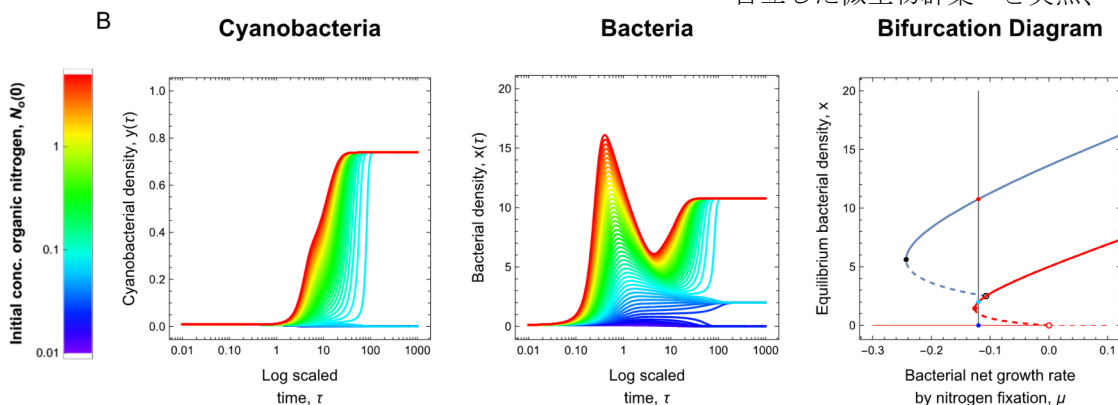 B
Cyanobacteria
Bacteria
Bifurcation Diagram
Initial conc. organic nitrogen, Nₒ(0)
1
0.1
0.01
Cyanobacterial density, y(τ)
1.0
0.8
0.6
0.4
0.2
0.0
0.01 0.10 1 10 100 1000
Log scaled
time, τ
Bacterial density, x(τ)
20
15
10
5
0
0.01 0.10 1 10 100 1000
Log scaled
time, τ
Equilibrium bacterial density, x
20
15
10
5
0
−0.3 −0.2 −0.1 0.0 0.1
Bacterial net growth rate
by nitrogen fixation, μ